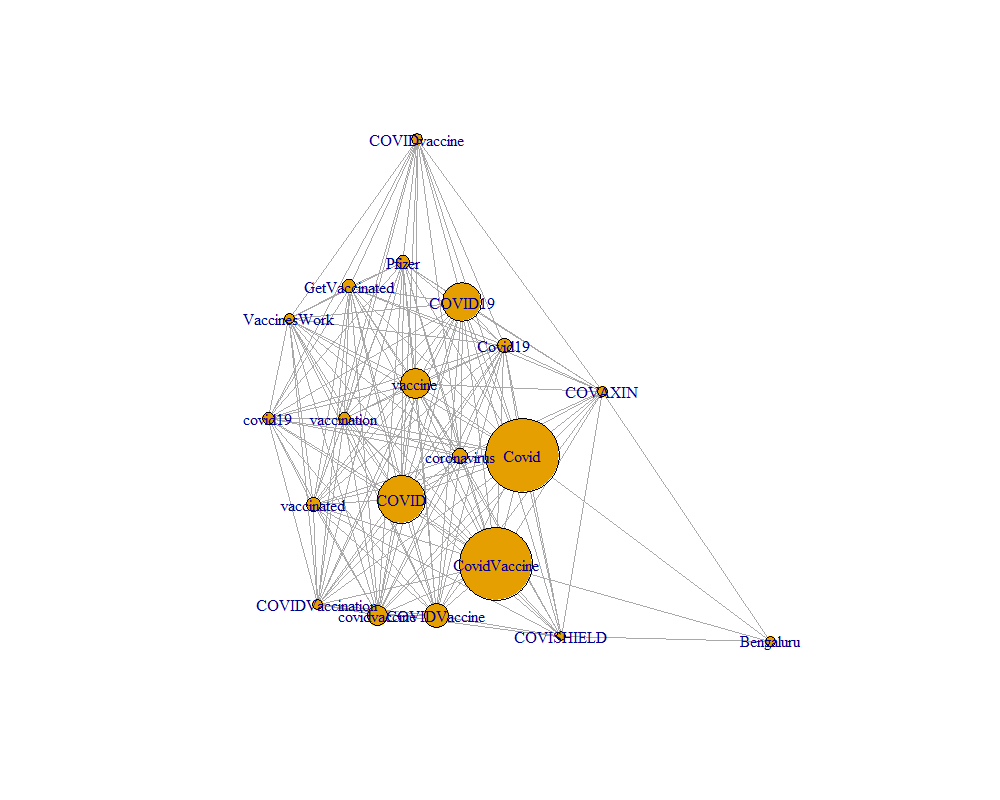 COVIDvaccine
Pfizer
GetVaccinated
COVID19
VaccinesWork
Covid19
vaccine
COVAXIN
covid19
vaccination
coronavirus
Covid
COVID
vaccinated
CovidVaccine
COVIDVaccination
covidvaccine
COVIDVaccine
COVISHIELD
Bengaluru